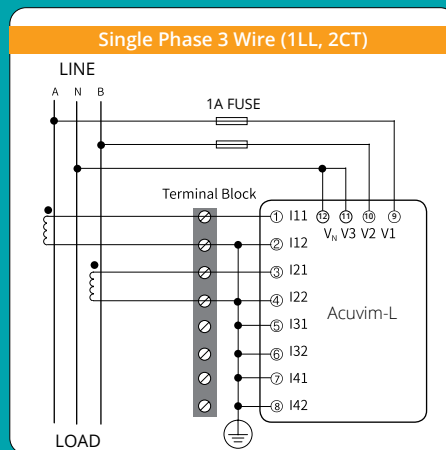 Single Phase 3 Wire (1LL, 2CT)
LINE
A N B
1A FUSE
Terminal Block
12 11 10 9
VN V3 V2 V1
1 I11
2 I12
3 I21
4 I22
5 I31
6 I32
7 I41
8 I42
Acuvim-L
LOAD